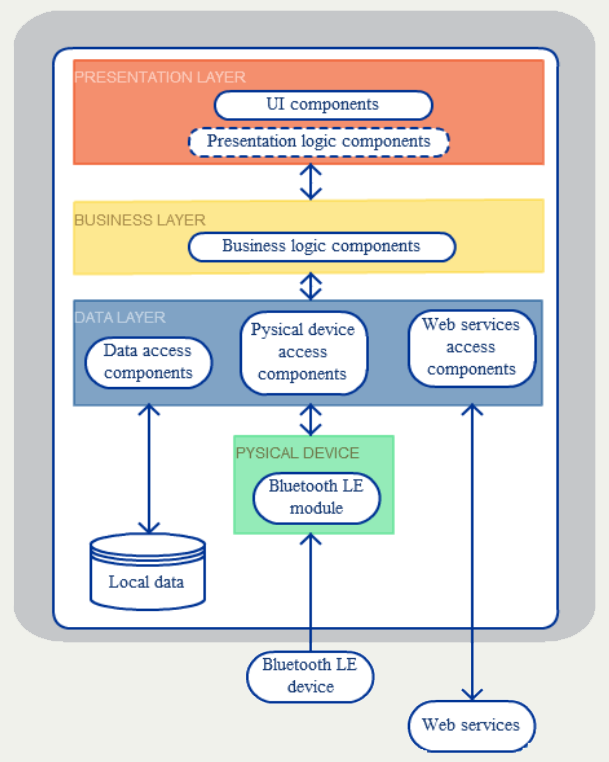 PRESENTATION LAYER
UI components
Presentation logic components
BUSINESS LAYER
Business logic components
DATA LAYER
Data access
components
Pysical device
access
components
Web services
access
components
PYSICAL DEVICE
Bluetooth LE
module
Local data
Bluetooth LE
device
Web services